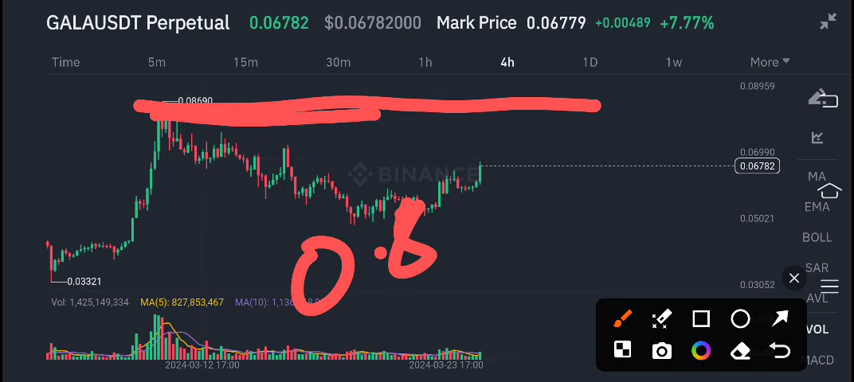 GALAUSDT Perpetual 0.06782 $0.06782000 Mark Price 0.06779 +0.00489 +7.77%
Time 5m 15m 30m 1h 4h 1D 1w More
0.08959
0.08690
0.06990
BINANCE
0.06782
MA
EMA
0.05021
BOLL
0.6
SAR
0.03321
0.03052
AVL
Vol: 1,425,149,334 MA(5): 827,853,467 MA(10):
VOL
MACD
2024-03-12 17:00 2024-03-23 17:00